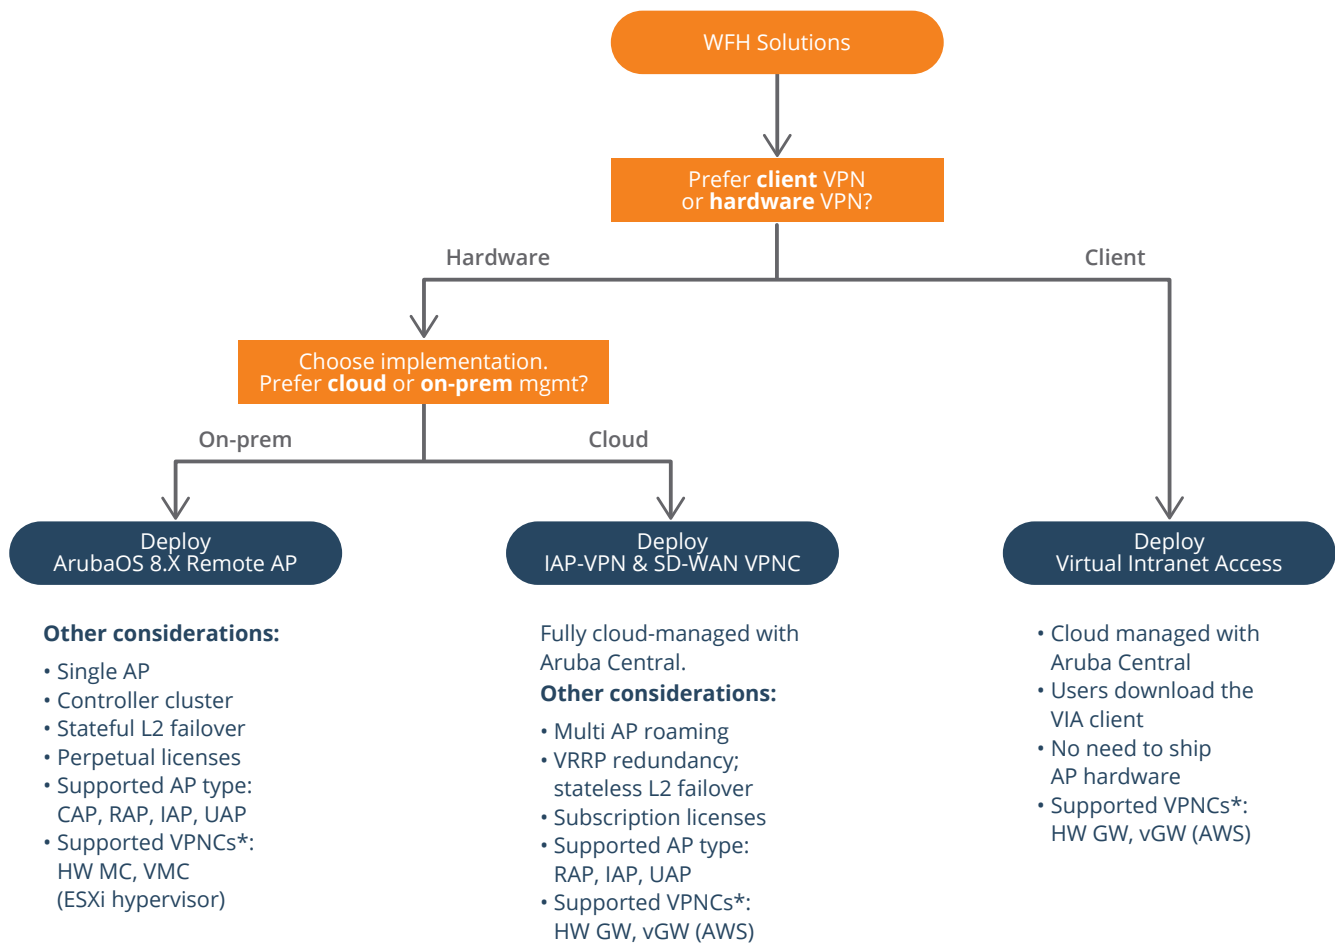 WFH Solutions
Prefer client VPN
or hardware VPN?
Hardware
Client
Choose implementation.
Prefer cloud or on-prem mgmt?
On-prem
Cloud
Deploy
ArubaOS 8.X Remote AP
Other considerations:
• Single AP
• Controller cluster
• Stateful L2 failover
• Perpetual licenses
• Supported AP type:
CAP, RAP, IAP, UAP
• Supported VPNCs*:
HW MC, VMC
(ESXi hypervisor)
Deploy
IAP-VPN & SD-WAN VPNC
Fully cloud-managed with
Aruba Central.
Other considerations:
• Multi AP roaming
• VRRP redundancy;
stateless L2 failover
• Subscription licenses
• Supported AP type:
RAP, IAP, UAP
• Supported VPNCs*:
HW GW, vGW (AWS)
Deploy
Virtual Intranet Access
• Cloud managed with
Aruba Central
• Users download the
VIA client
• No need to ship
AP hardware
• Supported VPNCs*:
HW GW, vGW (AWS)